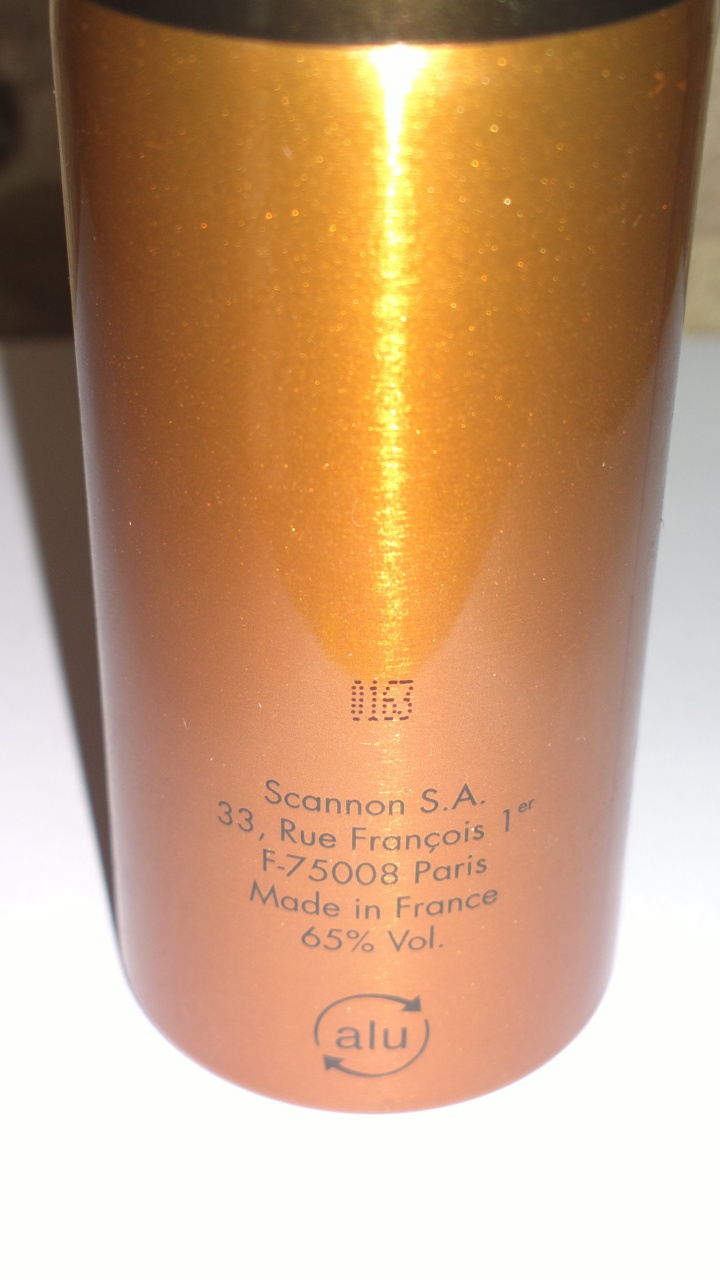 0163
Scannon S.A.
33, Rue François 1er
F-75008 Paris
Made in France
65% Vol.
alu